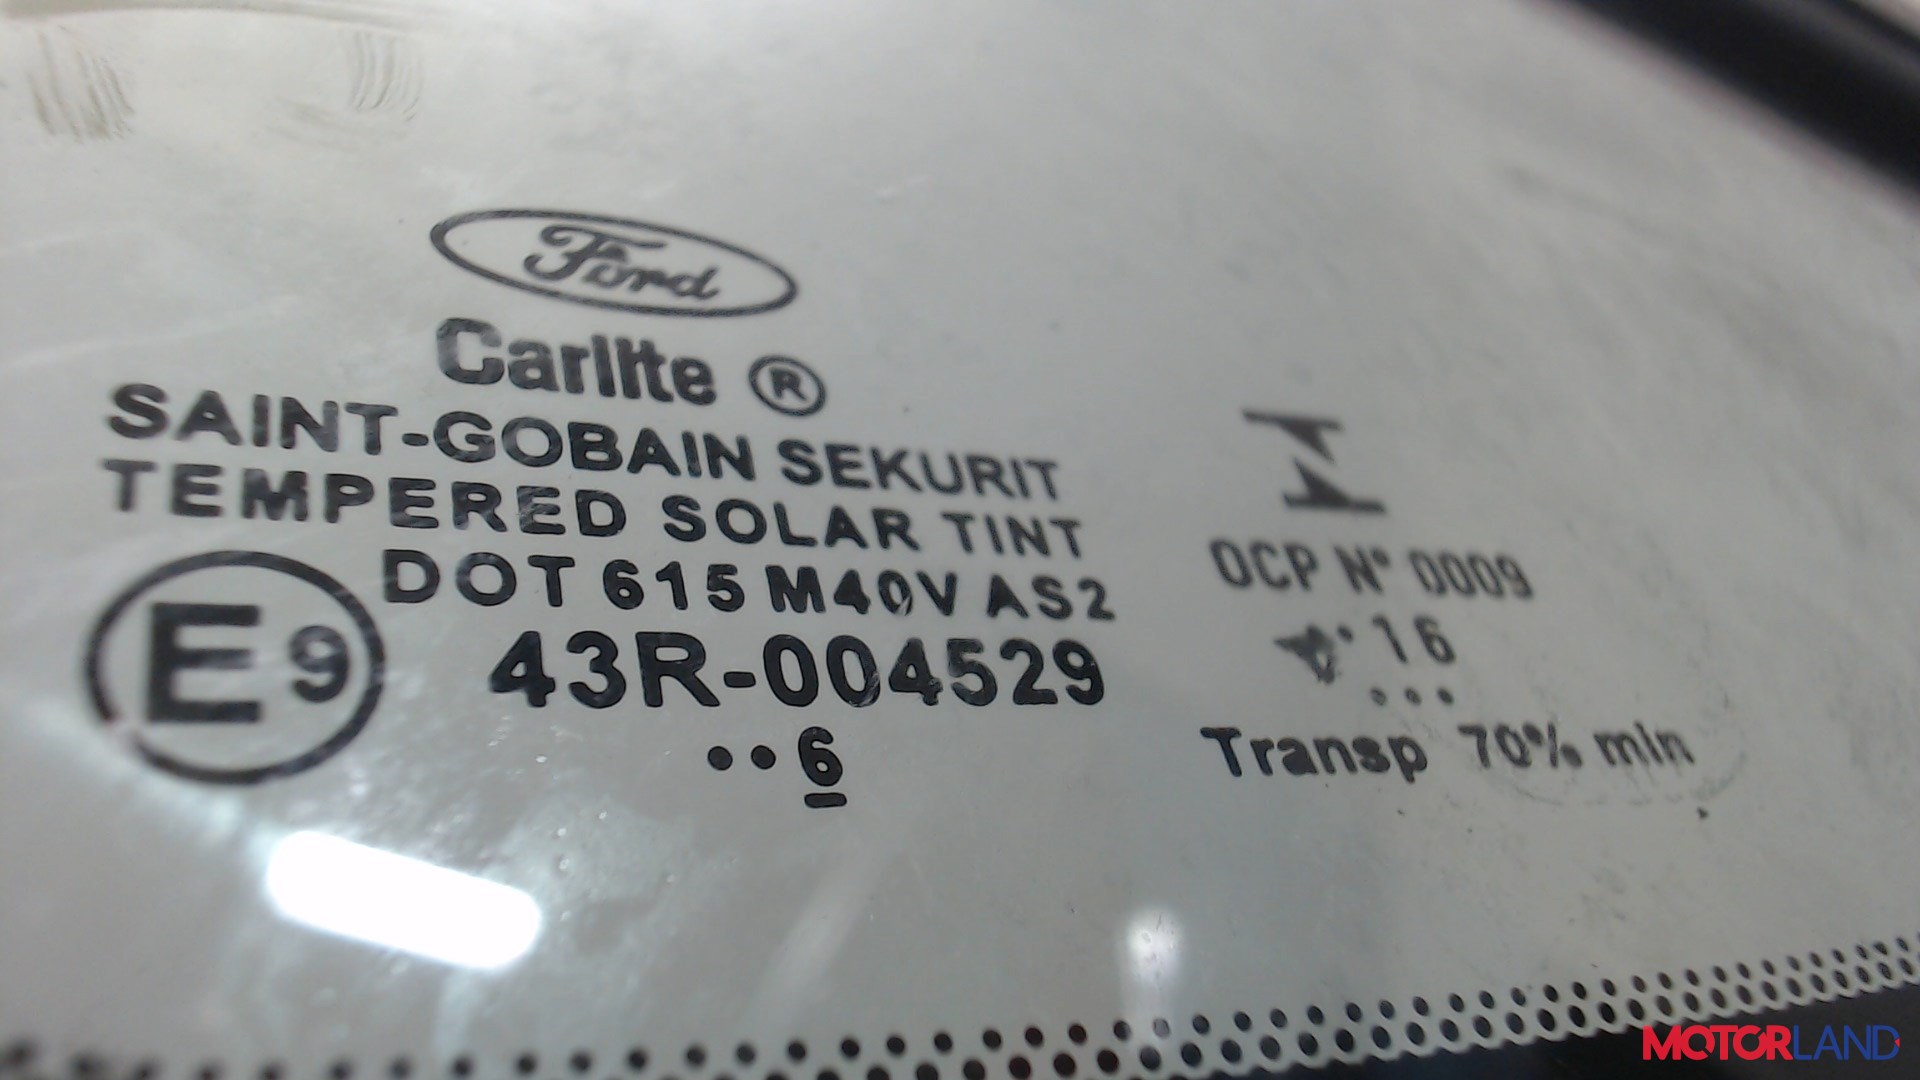 Ford
Carlite ®
SAINT-GOBAIN SEKURIT
TEMPERED SOLAR TINT
DOT 615 M40V AS2
E9
43R-004529
••6
OCP N° 0009
16
•••
Transp 70% min
MOTORLAND